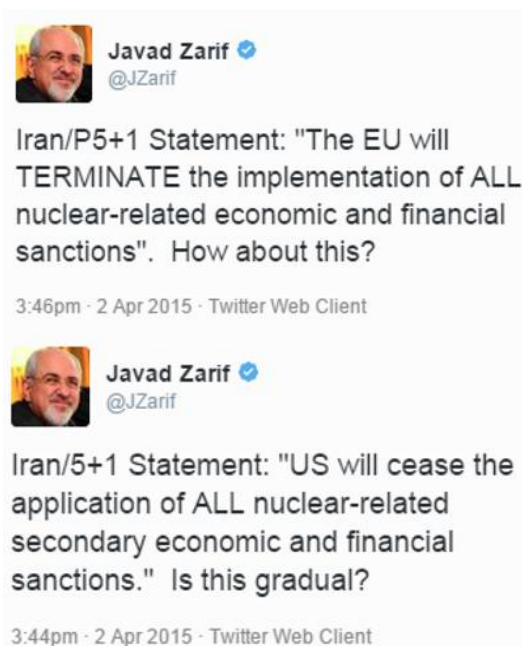 Javad Zarif
@JZarif
Iran/P5+1 Statement: "The EU will
TERMINATE the implementation of ALL
nuclear-related economic and financial
sanctions".  How about this?
3:46pm · 2 Apr 2015 · Twitter Web Client
Javad Zarif
@JZarif
Iran/5+1 Statement: "US will cease the
application of ALL nuclear-related
secondary economic and financial
sanctions."  Is this gradual?
3:44pm · 2 Apr 2015 · Twitter Web Client